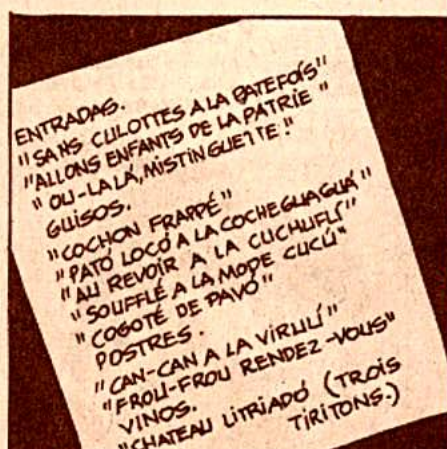 ENTRADAS.
"SANS CULOTTES A LA PATEFOÍS"
"ALLONS ENFANTS DE LA PATRIE"
"OU-LA LÁ, MISTINGUETTE!"
GUISOS.
"COCHON FRAPPÉ"
"PATÓ LOCÓ A LA COCHEGUAGUÁ"
"AU REVOIR A LA CUCHUFLÍ"
"SOUFFLÉ A LA MODE CUCÚ"
"COGOTÉ DE PAVÓ"
POSTRES.
"CAN-CAN A LA VIRULÍ"
"FROU-FROU RENDEZ-VOUS"
VINOS.
"CHATEAU LITRIADÓ (TROIS
TIRITONS.)